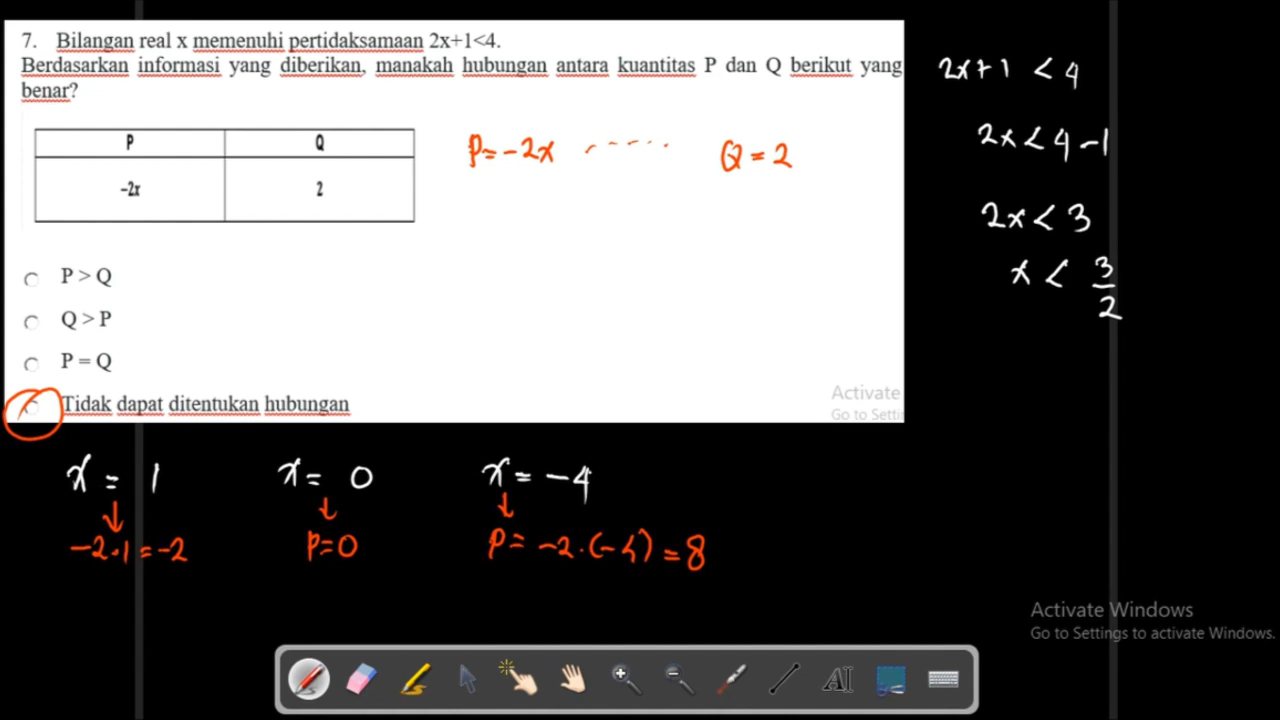 7. Bilangan real x memenuhi pertidaksamaan 2x+1<4.
Berdasarkan informasi yang diberikan, manakah hubungan antara kuantitas P dan Q berikut yang
benar?
P Q
-2x 2
P = -2x ...... Q = 2
P > Q
Q > P
P = Q
Tidak dapat ditentukan hubungan
Activate
Go to Setti
2x+1 < 4
2x < 4 - 1
2x < 3
x < 3/2
x = 1 x = 0 x = -4
↓ ↓ ↓
-2·1 = -2 P=0 P = -2·(-4) = 8
Activate Windows
Go to Settings to activate Windows.
AI